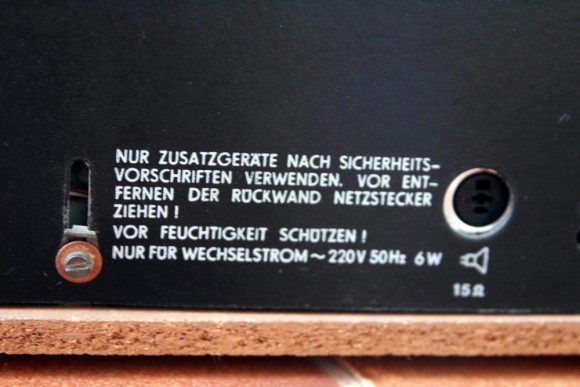 NUR ZUSATZGERÄTE NACH SICHERHEITS-
VORSCHRIFTEN VERWENDEN. VOR ENT-
FERNEN DER RÜCKWAND NETZSTECKER
ZIEHEN!
VOR FEUCHTIGKEIT SCHÜTZEN!
NUR FÜR WECHSELSTROM ~ 220V 50Hz 6W
15Ω